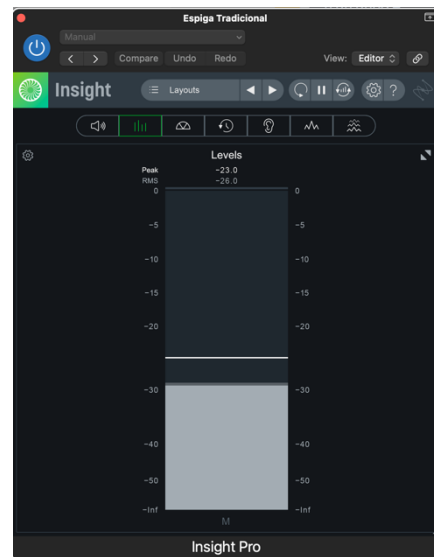 Espiga Tradicional
Manual
Compare Undo Redo View: Editor
Insight Layouts ?
Levels
Peak -23.0
RMS -26.0
0 0
-5 -5
-10 -10
-15 -15
-20 -20
-30 -30
-40 -40
-50 -50
-Inf -Inf
M
Insight Pro